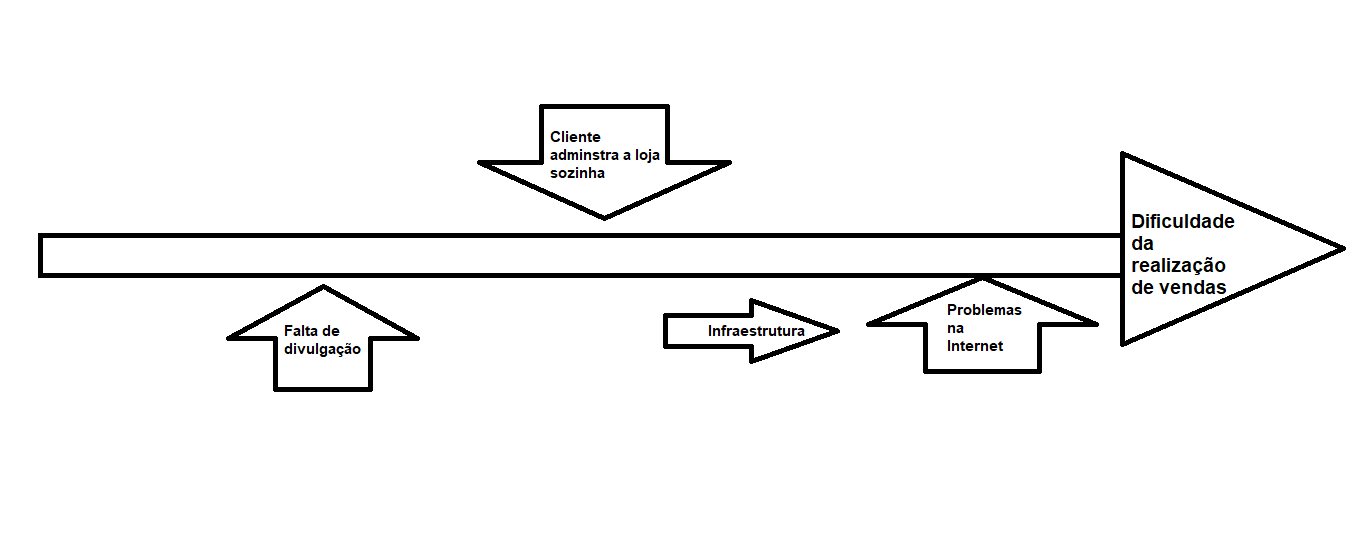 Cliente
adminstra a loja
sozinha
Dificuldade
da
realização
de vendas
Falta de
divulgação
Infraestrutura
Problemas
na
Internet